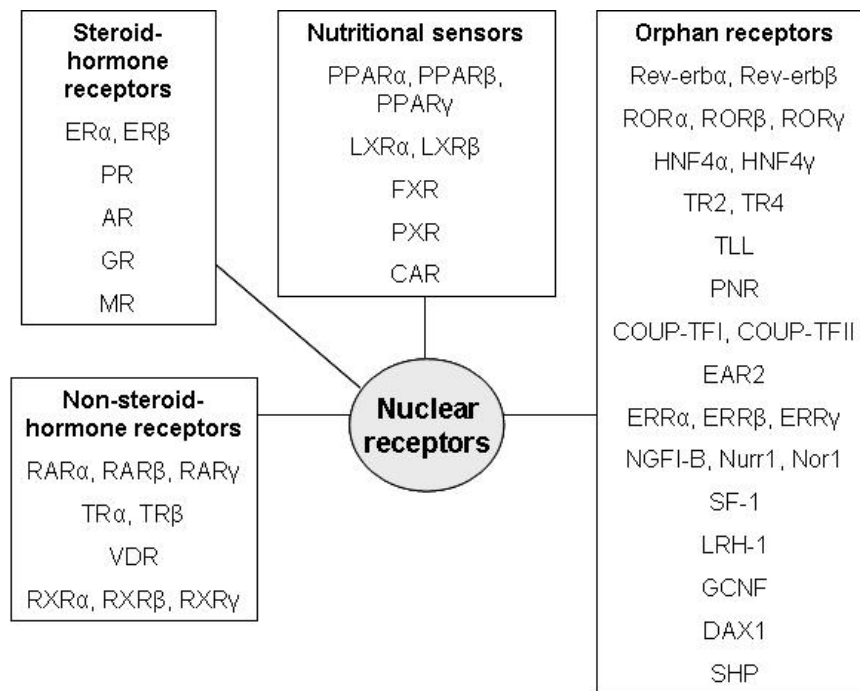 Steroid-
hormone
receptors
ERα, ERβ
PR
AR
GR
MR
Nutritional sensors
PPARα, PPARβ,
PPARγ
LXRα, LXRβ
FXR
PXR
CAR
Orphan receptors
Rev-erbα, Rev-erbβ
RORα, RORβ, RORγ
HNF4α, HNF4γ
TR2, TR4
TLL
PNR
COUP-TFI, COUP-TFII
EAR2
ERRα, ERRβ, ERRγ
NGFI-B, Nurr1, Nor1
SF-1
LRH-1
GCNF
DAX1
SHP
Non-steroid-
hormone receptors
RARα, RARβ, RARγ
TRα, TRβ
VDR
RXRα, RXRβ, RXRγ
Nuclear
receptors